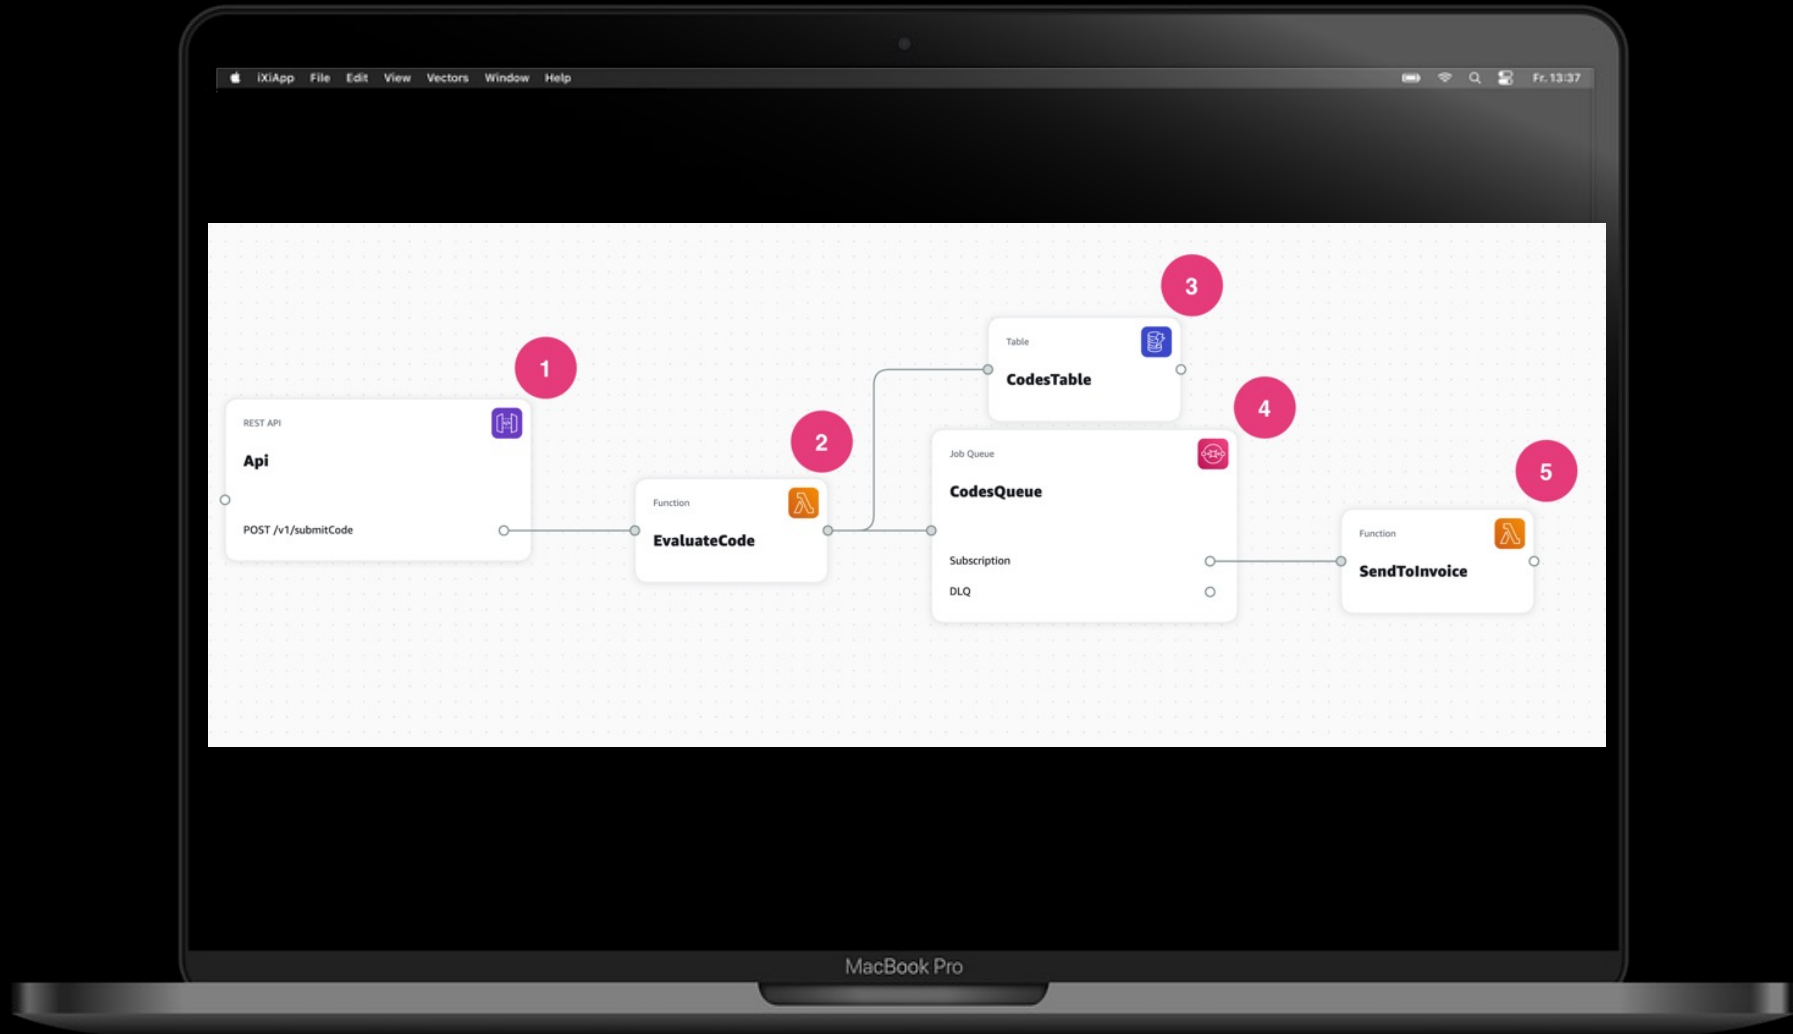 iXiApp File Edit View Vectors Window Help Fr. 13:37
1
REST API
Api
POST /v1/submitCode
2
Function
EvaluateCode
3
Table
CodesTable
4
Job Queue
CodesQueue
Subscription
DLQ
5
Function
SendToInvoice
MacBook Pro